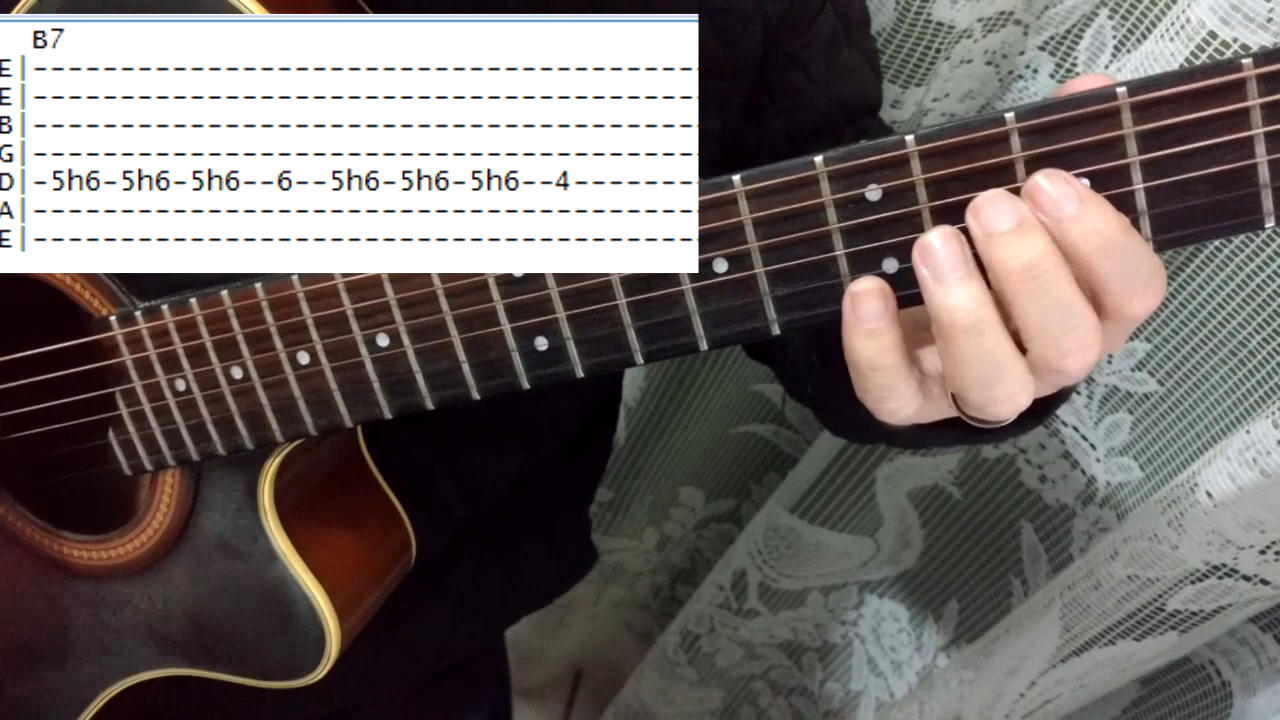 B7
E|---------------------------------------
E|---------------------------------------
B|---------------------------------------
G|---------------------------------------
D|-5h6-5h6-5h6--6--5h6-5h6-5h6--4--------
A|---------------------------------------
E|---------------------------------------